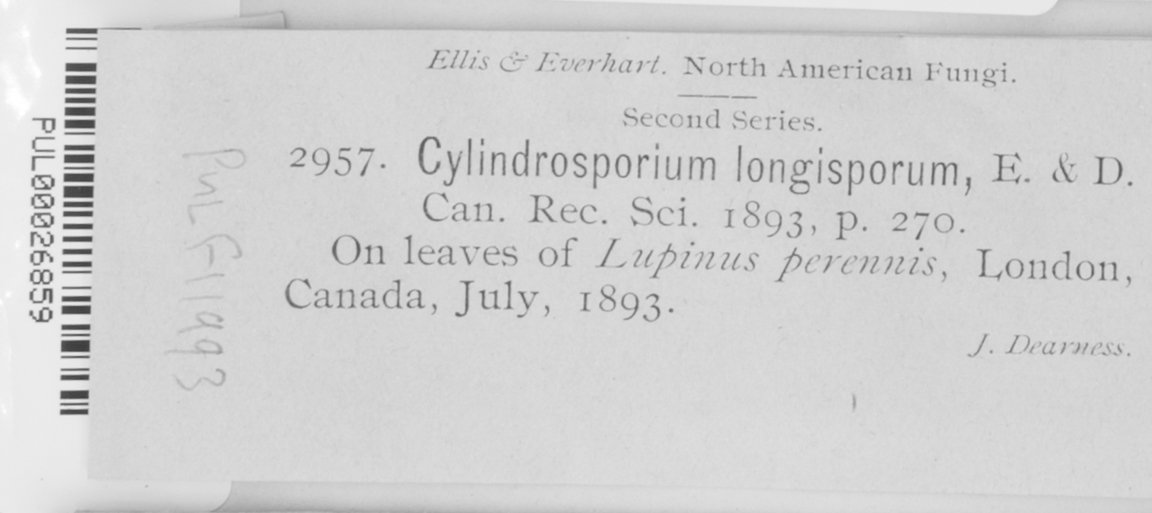 Ellis & Everhart. North American Fungi.
Second Series.
2957. Cylindrosporium longisporum, E. & D.
Can. Rec. Sci. 1893, p. 270.
On leaves of Lupinus perennis, London,
Canada, July, 1893.
J. Dearness.
PUL F11993
PUL00026859